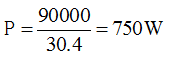 P = 90000/30.4 = 750 W